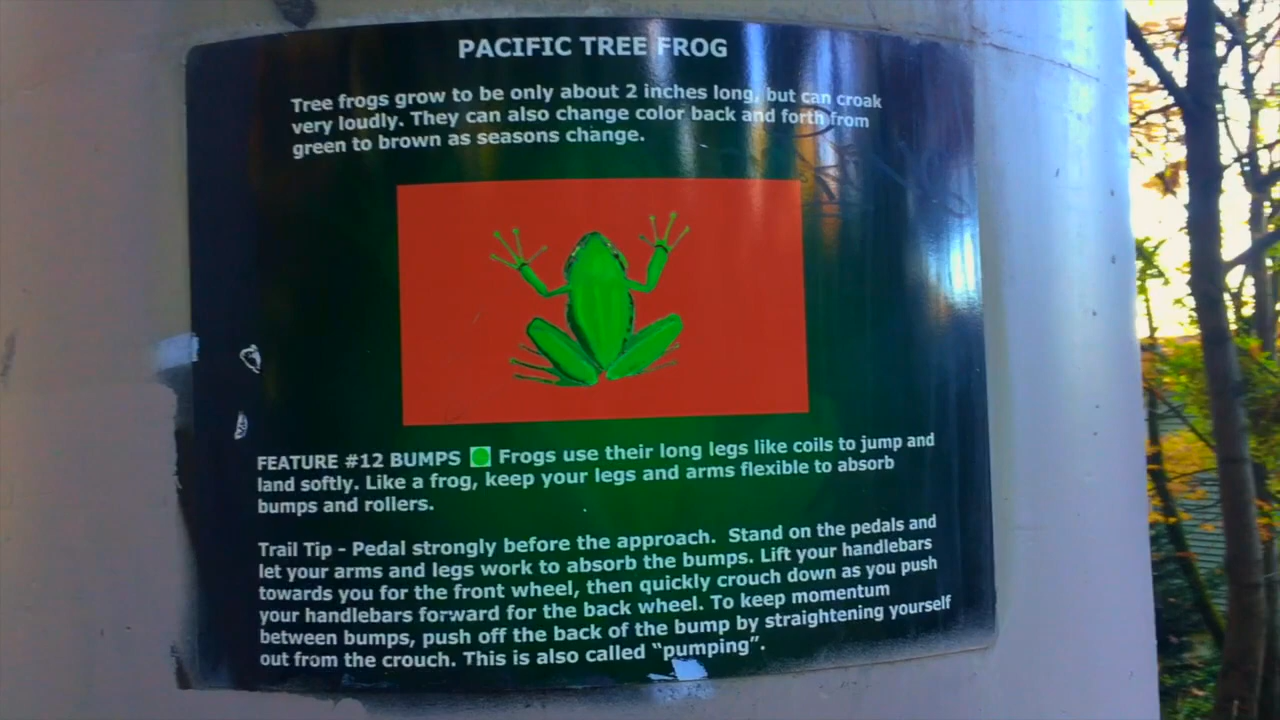 PACIFIC TREE FROG
Tree frogs grow to be only about 2 inches long, but can croak
very loudly. They can also change color back and forth from
green to brown as seasons change.
FEATURE #12 BUMPS Frogs use their long legs like coils to jump and
land softly. Like a frog, keep your legs and arms flexible to absorb
bumps and rollers.
Trail Tip - Pedal strongly before the approach. Stand on the pedals and
let your arms and legs work to absorb the bumps. Lift your handlebars
towards you for the front wheel, then quickly crouch down as you push
your handlebars forward for the back wheel. To keep momentum
between bumps, push off the back of the bump by straightening yourself
out from the crouch. This is also called “pumping”.